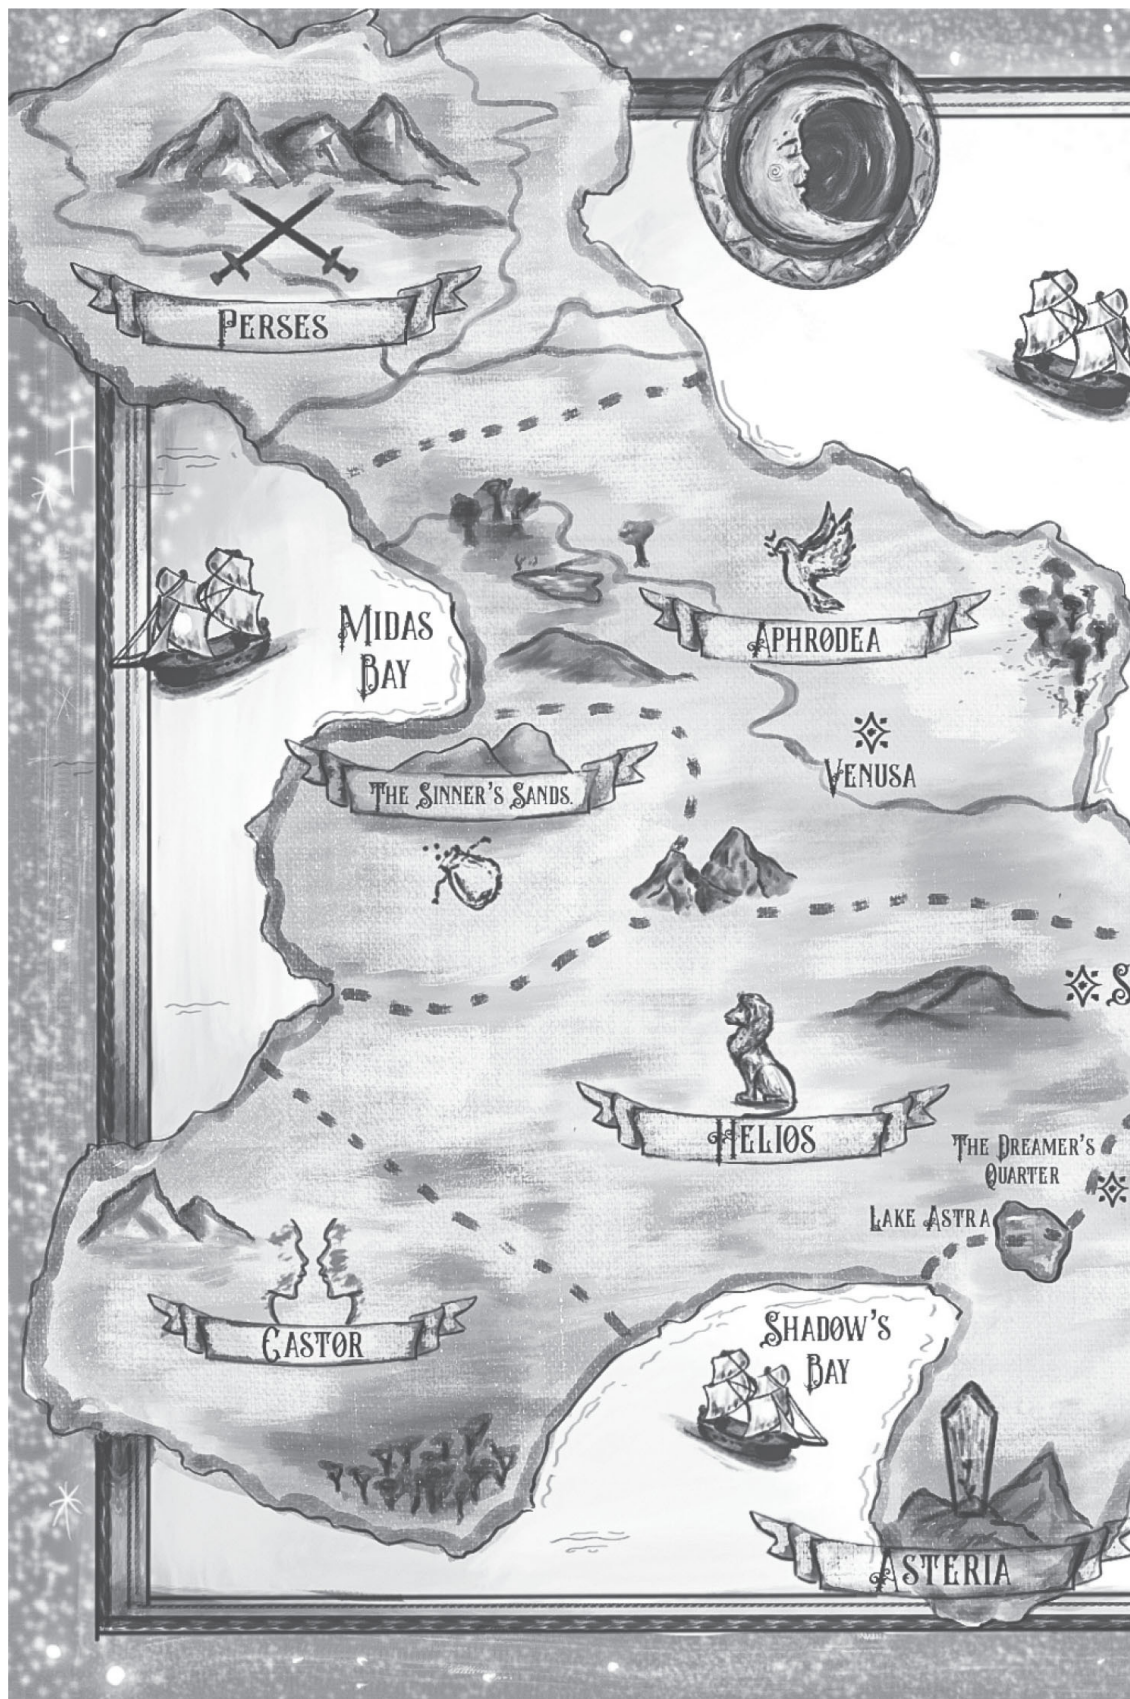 PERSES
MIDAS
BAY
APHRODEA
VENUSA
THE SINNER'S SANDS.
S
HELIOS
THE DREAMER'S
QUARTER
LAKE ASTRA
CASTOR
SHADOW'S
BAY
ASTERIA